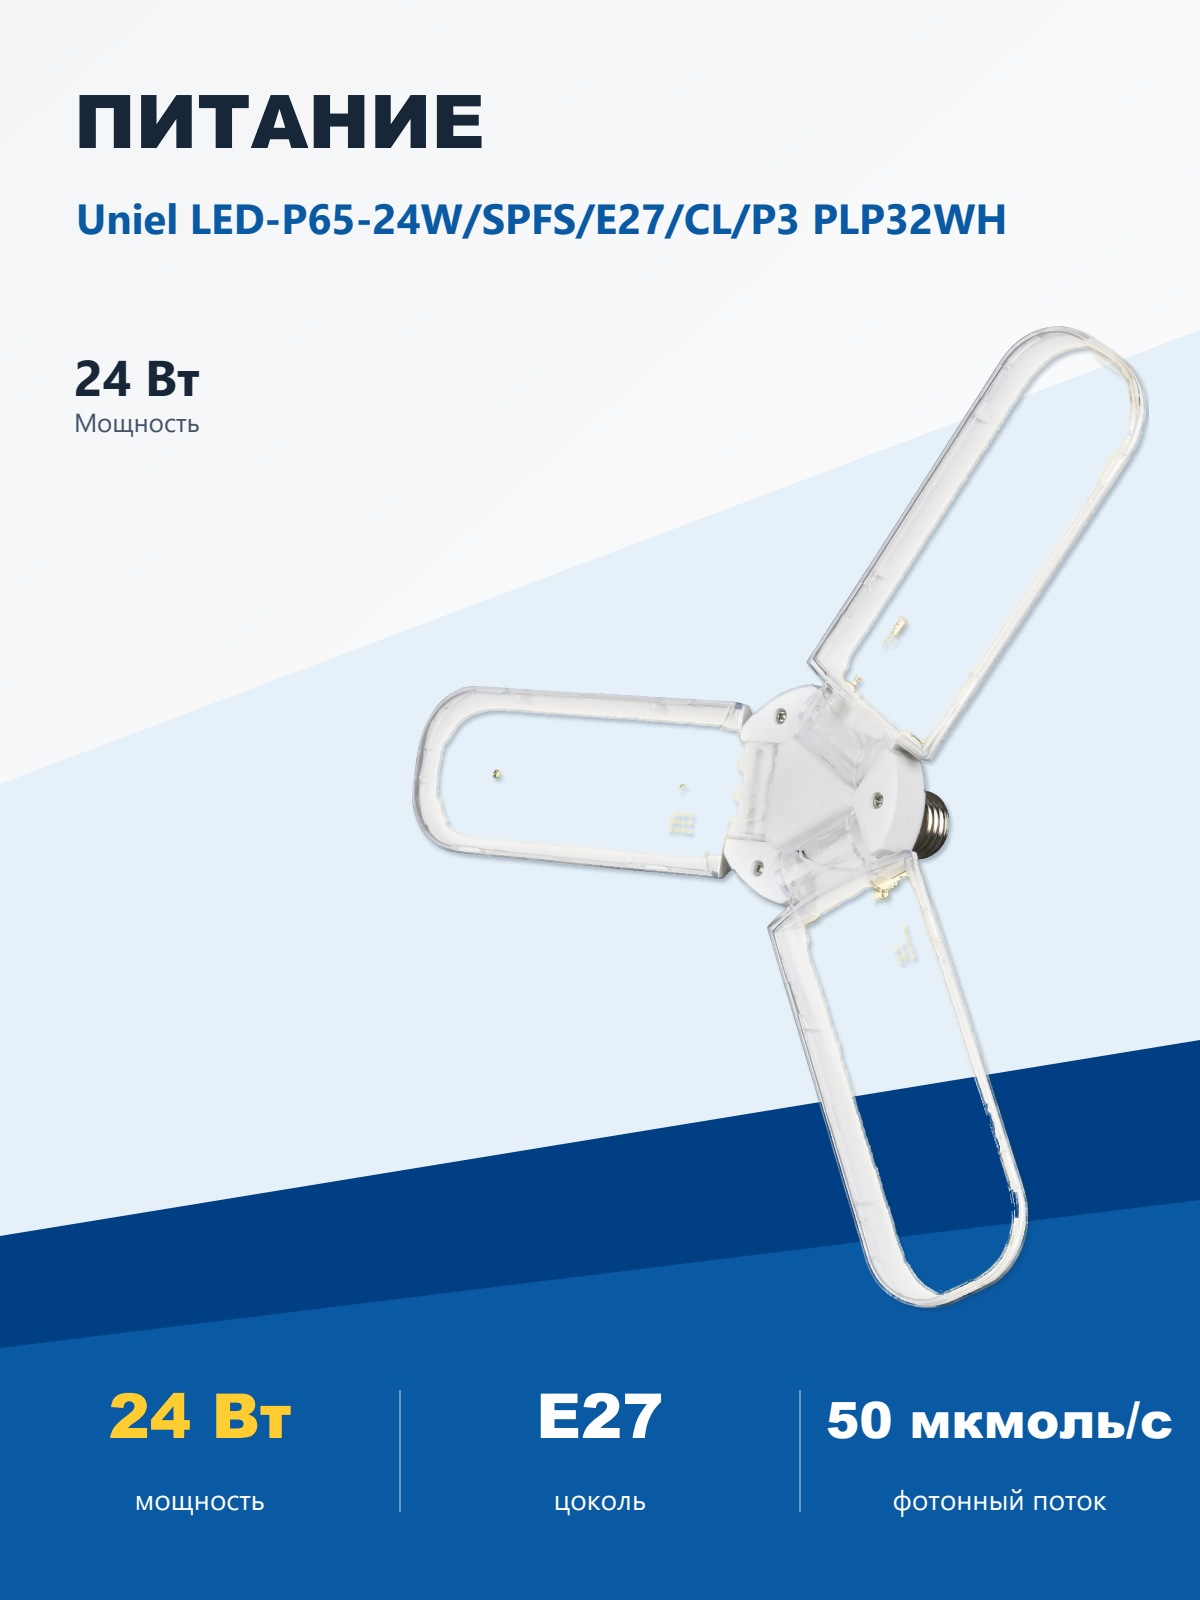 ПИТАНИЕ
Uniel LED-P65-24W/SPFS/E27/CL/P3 PLP32WH
24 Вт
Мощность
24 Вт
мощность
E27
цоколь
50 мкмоль/с
фотонный поток